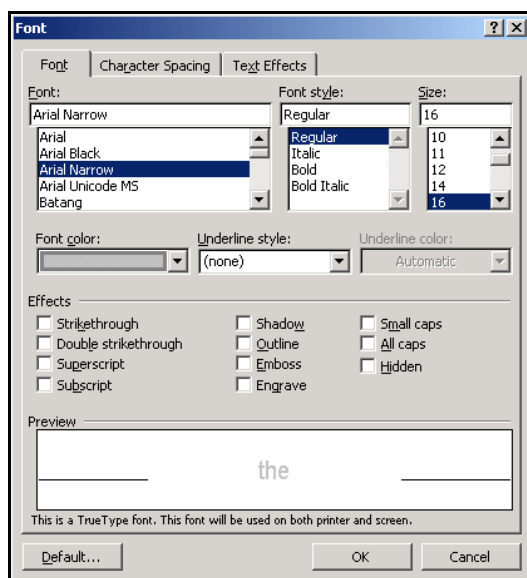 Font
Font Character Spacing Text Effects
Font: Font style: Size:
Arial Narrow Regular 16
Arial Regular 10
Arial Black Italic 11
Arial Narrow Bold 12
Arial Unicode MS Bold Italic 14
Batang 16
Font color: Underline style: Underline color:
(none) Automatic
Effects
Strikethrough Shadow Small caps
Double strikethrough Outline All caps
Superscript Emboss Hidden
Subscript Engrave
Preview
the
This is a TrueType font. This font will be used on both printer and screen.
Default... OK Cancel